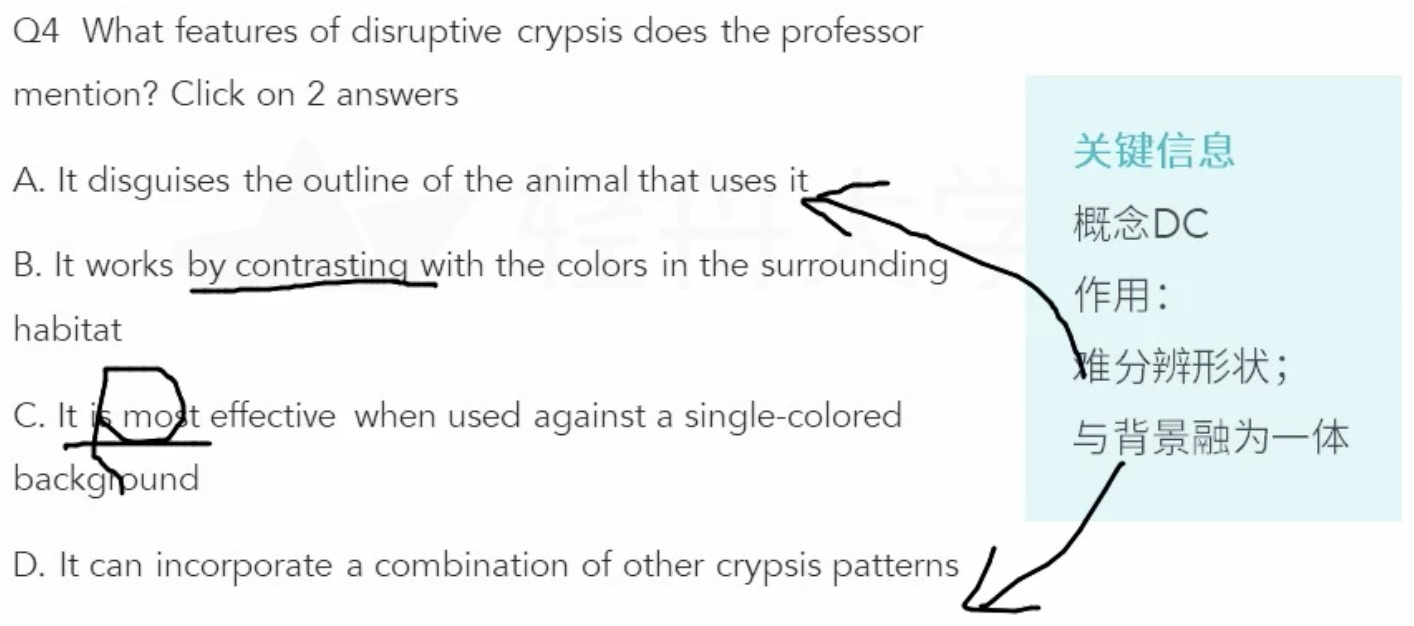 Q4 What features of disruptive crypsis does the professor
mention? Click on 2 answers
A. It disguises the outline of the animal that uses it
B. It works by contrasting with the colors in the surrounding
habitat
C. It is most effective when used against a single-colored
background
D. It can incorporate a combination of other crypsis patterns
关键信息
概念DC
作用：
难分辨形状；
与背景融为一体